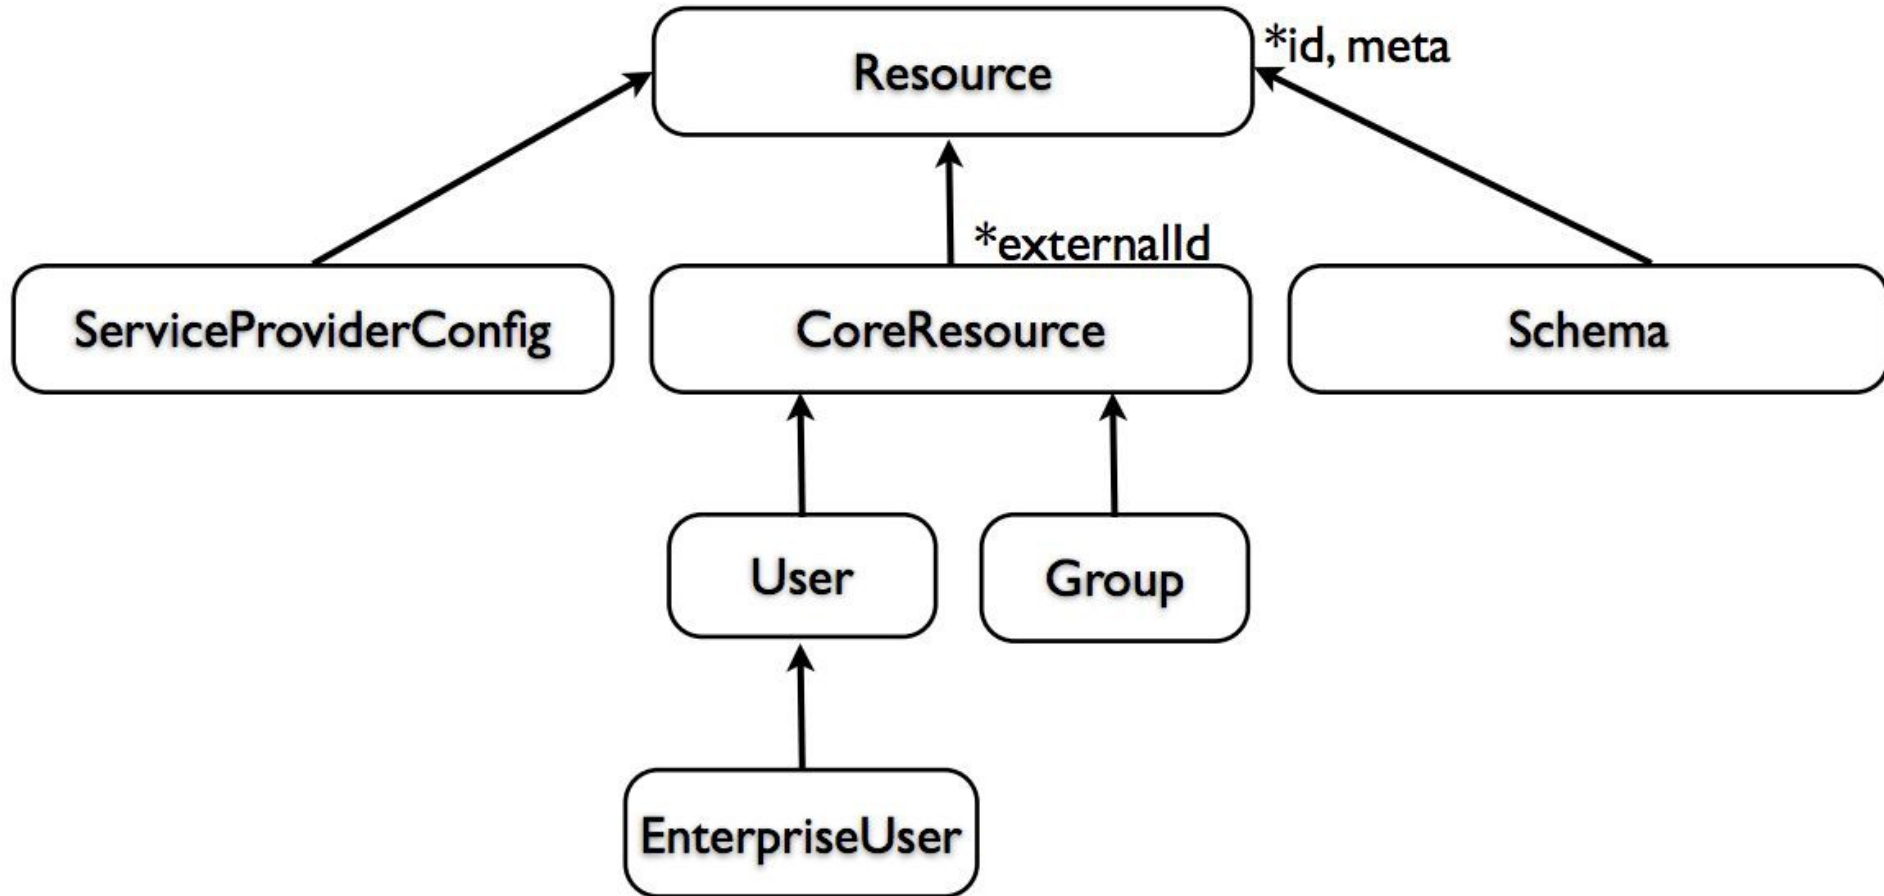 Resource
*id, meta
*externalId
ServiceProviderConfig
CoreResource
Schema
User
Group
EnterpriseUser